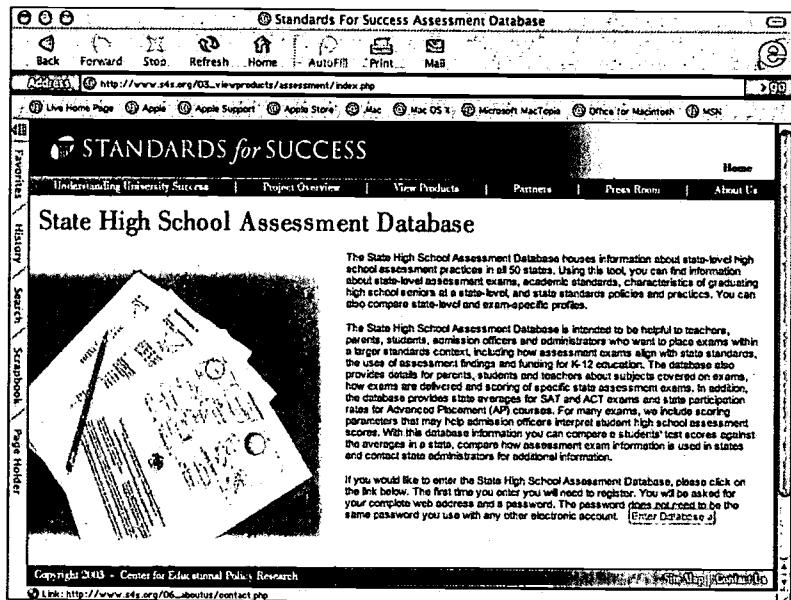 Standards For Success Assessment Database
Back Forward Stop Refresh Home AutoFill Print Mail
Address http://www.s4s.org/03_viewproducts/assessment/index.php go
Live Home Page Apple Apple Support Apple Store .Mac Mac OS X Microsoft MacTopia Office for Macintosh MSN
Favorites
History
Search
Scrapbook
Page Holder
STANDARDS for SUCCESS
Home
Understanding University Success | Project Overview | View Products | Partners | Press Room | About Us
State High School Assessment Database
The State High School Assessment Database houses information about state-level high
school assessment practices in all 50 states. Using this tool, you can find information
about state-level assessment exams, academic standards, characteristics of graduating
high school seniors at a state-level, and state standards policies and practices. You can
also compare state-level and exam-specific profiles.
The State High School Assessment Database is intended to be helpful to teachers,
parents, students, admission officers and administrators who want to place exams within
a larger standards context, including how assessment exams align with state standards,
the uses of assessment findings and funding for K-12 education. The database also
provides details for parents, students and teachers about subjects covered on exams,
how exams are delivered and scoring of specific state assessment exams. In addition,
the database provides state averages for SAT and ACT exams and state participation
rates for Advanced Placement (AP) courses. For many exams, we include scoring
parameters that may help admission officers interpret student high school assessment
scores. With this database information you can compare a students' test scores against
the averages in a state, compare how assessment exam information is used in states
and contact state administrators for additional information.
If you would like to enter the State High School Assessment Database, please click on
the link below. The first time you enter you will need to register. You will be asked for
your complete web address and a password. The password does not need to be the
same password you use with any other electronic account. Enter Database
Copyright 2003 - Center for Educational Policy Research Site Map | Contact Us
Link: http://www.s4s.org/06_aboutus/contact.php